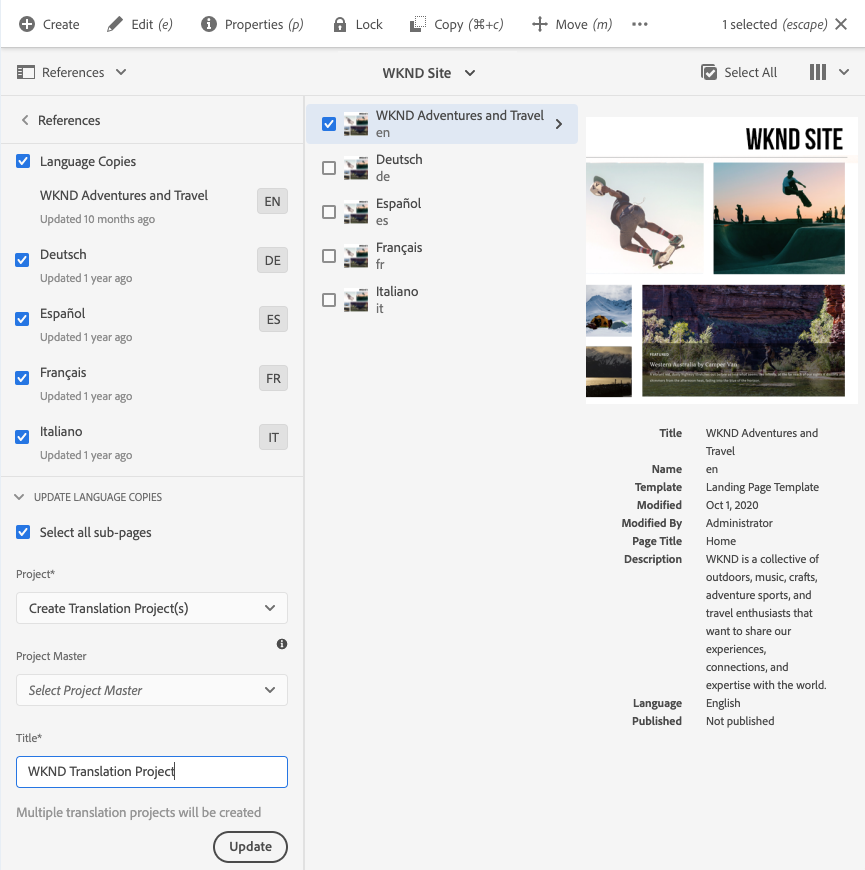 Create Edit (e) Properties (p) Lock Copy (⌘+c) Move (m) ••• 1 selected (escape)
References WKND Site Select All
References
Language Copies
WKND Adventures and Travel EN
Updated 10 months ago
Deutsch DE
Updated 1 year ago
Español ES
Updated 1 year ago
Français FR
Updated 1 year ago
Italiano IT
Updated 1 year ago
UPDATE LANGUAGE COPIES
Select all sub-pages
Project*
Create Translation Project(s)
Project Master
Select Project Master
Title*
WKND Translation Project
Multiple translation projects will be created
Update
WKND Adventures and Travel
en
Deutsch
de
Español
es
Français
fr
Italiano
it
WKND SITE
FEATURED
Western Australia by Camper Van
Title WKND Adventures and
Travel
Name en
Template Landing Page Template
Modified Oct 1, 2020
Modified By Administrator
Page Title Home
Description WKND is a collective of
outdoors, music, crafts,
adventure sports, and
travel enthusiasts that
want to share our
experiences,
connections, and
expertise with the world.
Language English
Published Not published